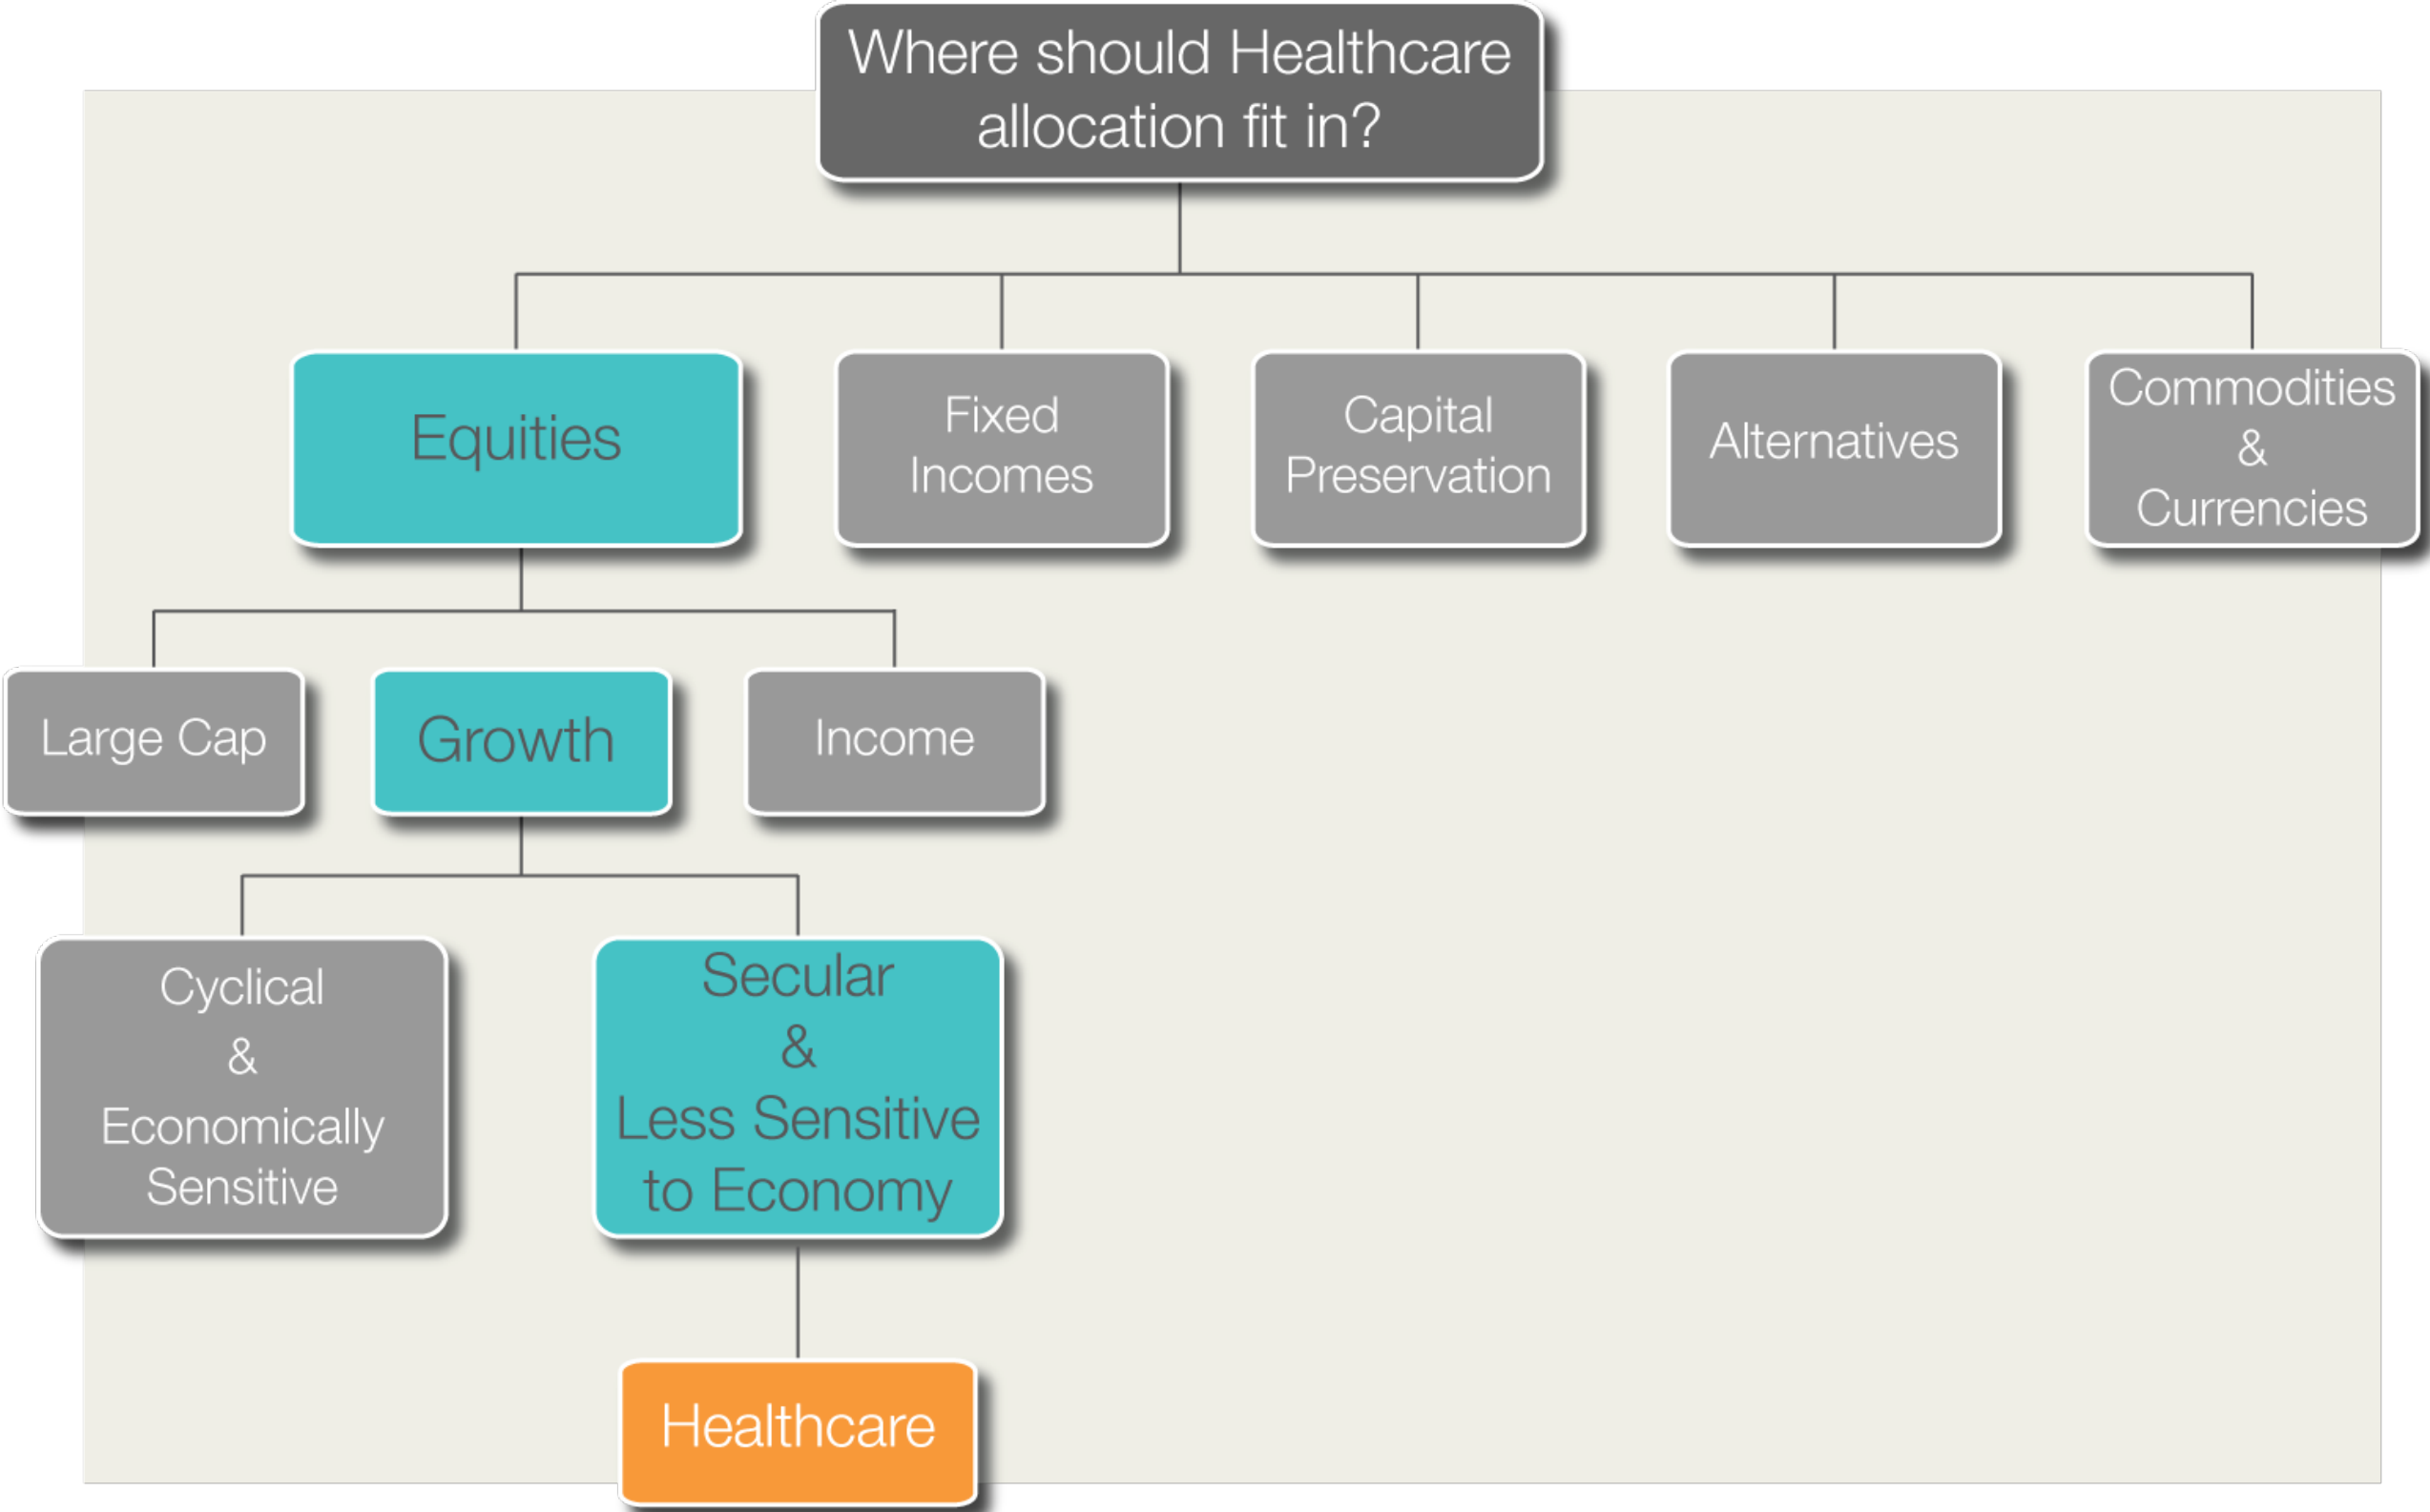 Where should Healthcare
allocation fit in?
Equities
Fixed
Incomes
Capital
Preservation
Alternatives
Commodities
&
Currencies
Large Cap
Growth
Income
Cyclical
&
Economically
Sensitive
Secular
&
Less Sensitive
to Economy
Healthcare